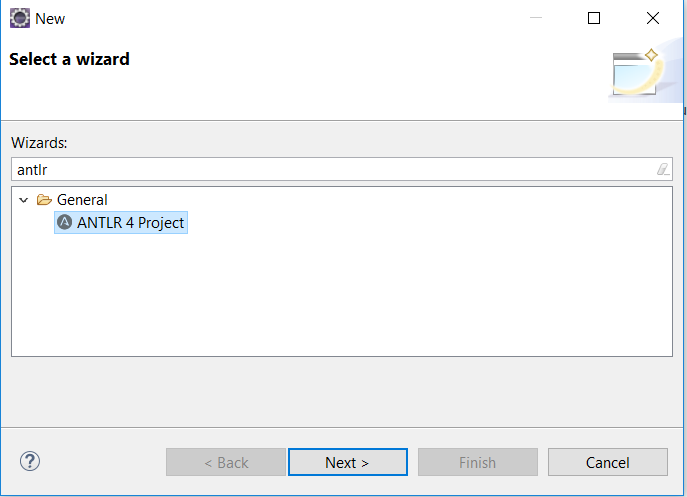 New
Select a wizard
Wizards:
antlr
General
ANTLR 4 Project
< Back Next > Finish Cancel